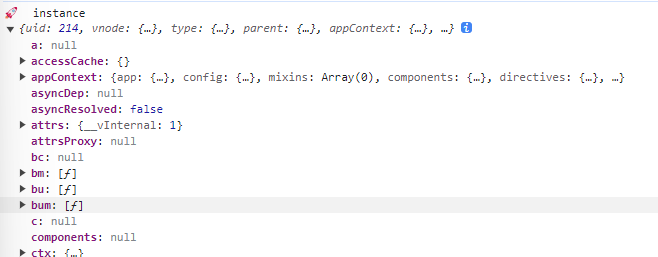 🚀 instance
▼ {uid: 214, vnode: {…}, type: {…}, parent: {…}, appContext: {…}, …} i
a: null
▶ accessCache: {}
▶ appContext: {app: {…}, config: {…}, mixins: Array(0), components: {…}, directives: {…}, …}
asyncDep: null
asyncResolved: false
▶ attrs: {__vInternal: 1}
attrsProxy: null
bc: null
▶ bm: [ƒ]
▶ bu: [ƒ]
▶ bum: [ƒ]
c: null
components: null
▶ ctx: {…}